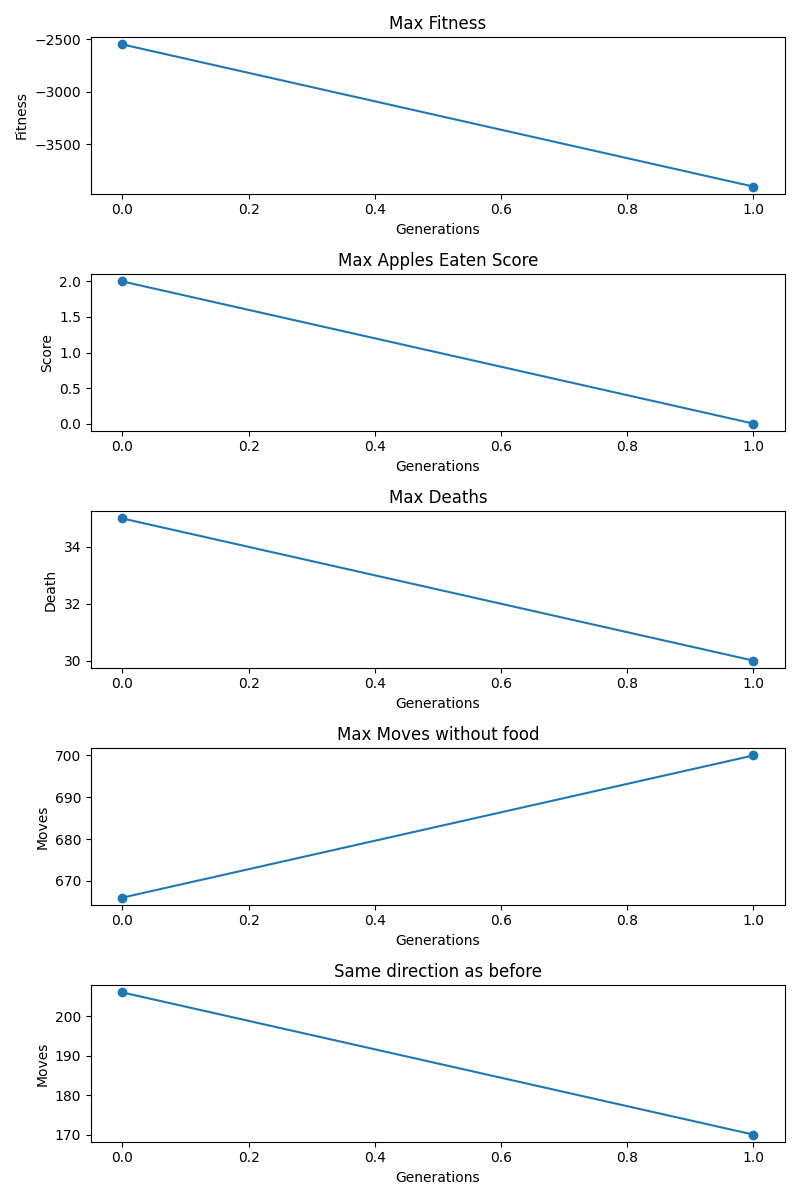 Max Fitness
−2500
−3000
−3500
Fitness
0.0 0.2 0.4 0.6 0.8 1.0
Generations
Max Apples Eaten Score
2.0
1.5
1.0
0.5
0.0
Score
0.0 0.2 0.4 0.6 0.8 1.0
Generations
Max Deaths
34
32
30
Death
0.0 0.2 0.4 0.6 0.8 1.0
Generations
Max Moves without food
700
690
680
670
Moves
0.0 0.2 0.4 0.6 0.8 1.0
Generations
Same direction as before
200
190
180
170
Moves
0.0 0.2 0.4 0.6 0.8 1.0
Generations